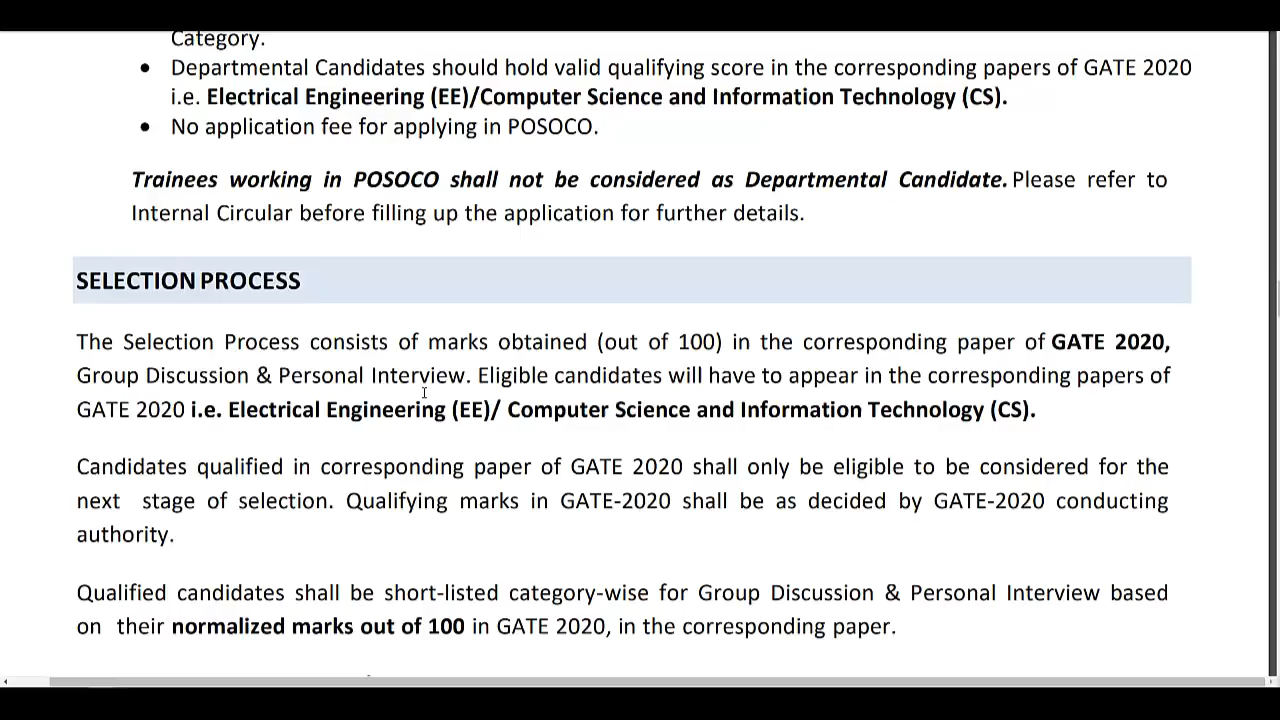 Category.
• Departmental Candidates should hold valid qualifying score in the corresponding papers of GATE 2020
i.e. Electrical Engineering (EE)/Computer Science and Information Technology (CS).
• No application fee for applying in POSOCO.
Trainees working in POSOCO shall not be considered as Departmental Candidate. Please refer to
Internal Circular before filling up the application for further details.
SELECTION PROCESS
The Selection Process consists of marks obtained (out of 100) in the corresponding paper of GATE 2020,
Group Discussion & Personal Interview. Eligible candidates will have to appear in the corresponding papers of
GATE 2020 i.e. Electrical Engineering (EE)/ Computer Science and Information Technology (CS).
Candidates qualified in corresponding paper of GATE 2020 shall only be eligible to be considered for the
next stage of selection. Qualifying marks in GATE-2020 shall be as decided by GATE-2020 conducting
authority.
Qualified candidates shall be short-listed category-wise for Group Discussion & Personal Interview based
on their normalized marks out of 100 in GATE 2020, in the corresponding paper.